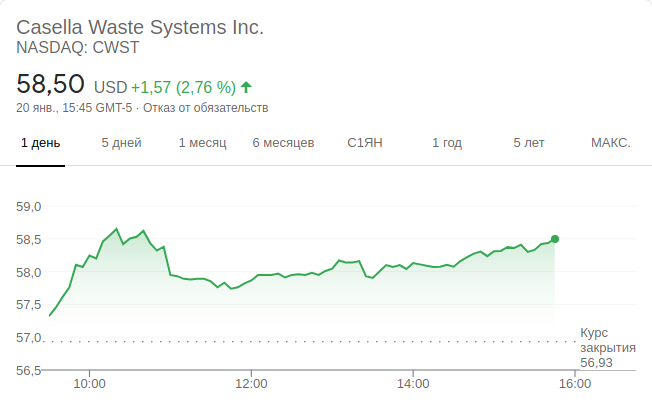 Casella Waste Systems Inc.
NASDAQ: CWST
58,50 USD +1,57 (2,76 %)
20 янв., 15:45 GMT-5 · Отказ от обязательств
1 день 5 дней 1 месяц 6 месяцев С1ЯН 1 год 5 лет МАКС.
59,0
58,5
58,0
57,5
57,0
56,5
Курс
закрытия
56,93
10:00 12:00 14:00 16:00